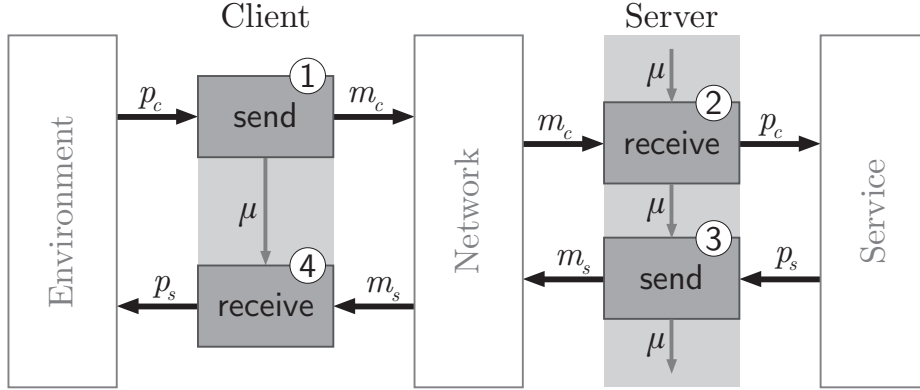 Client
Server
Environment
p_c
1
send
m_c
μ
p_s
4
receive
m_s
Network
m_c
μ
2
receive
p_c
μ
m_s
3
send
p_s
μ
Service